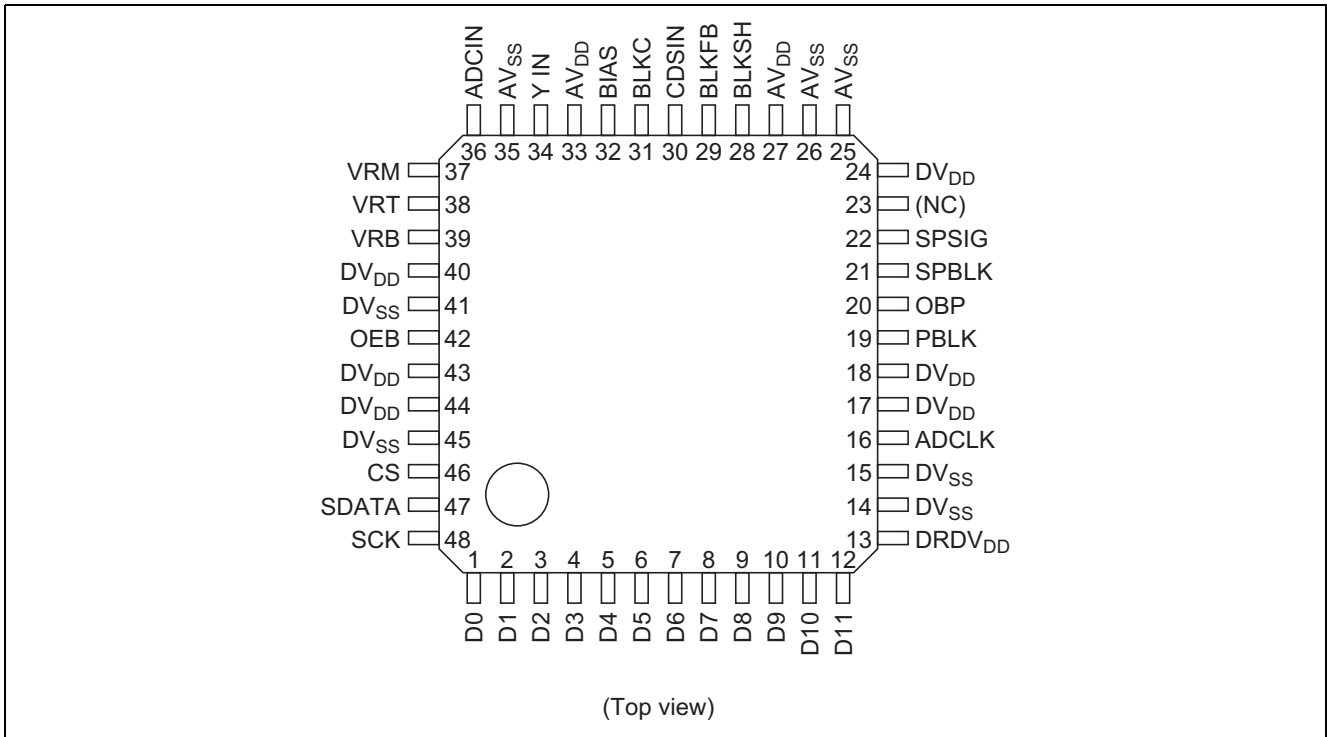 ADCIN AVSS Y IN AVDD BIAS BLKC CDSIN BLKFB BLKSH AVDD AVSS AVSS
36 35 34 33 32 31 30 29 28 27 26 25
VRM 37 24 DVDD
VRT 38 23 (NC)
VRB 39 22 SPSIG
DVDD 40 21 SPBLK
DVSS 41 20 OBP
OEB 42 19 PBLK
DVDD 43 18 DVDD
DVDD 44 17 DVDD
DVSS 45 16 ADCLK
CS 46 15 DVSS
SDATA 47 14 DVSS
SCK 48 13 DRDVDD
1 2 3 4 5 6 7 8 9 10 11 12
D0 D1 D2 D3 D4 D5 D6 D7 D8 D9 D10 D11
(Top view)